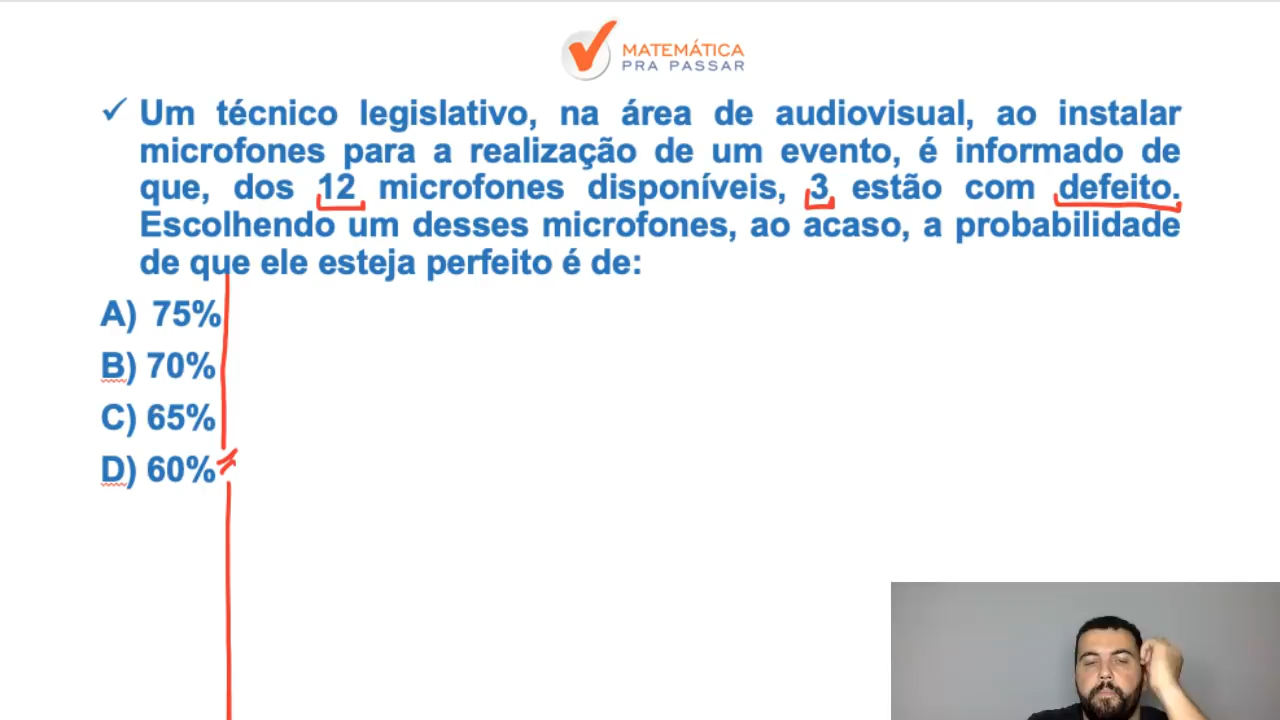 MATEMÁTICA
PRA PASSAR
Um técnico legislativo, na área de audiovisual, ao instalar
microfones para a realização de um evento, é informado de
que, dos 12 microfones disponíveis, 3 estão com defeito.
Escolhendo um desses microfones, ao acaso, a probabilidade
de que ele esteja perfeito é de:
A) 75%
B) 70%
C) 65%
D) 60%